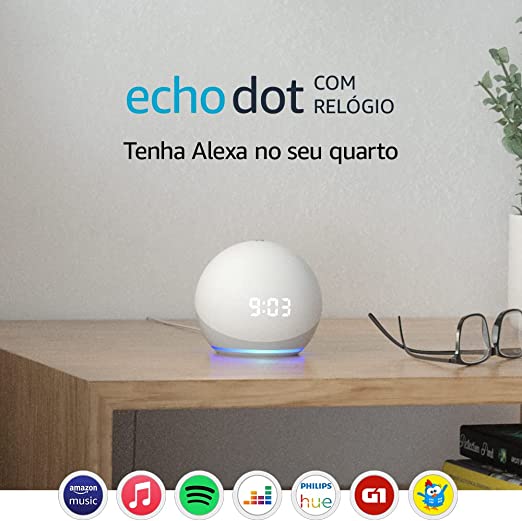 echo dot COM
RELÓGIO
Tenha Alexa no seu quarto
9:03
amazon
music
PHILIPS
hue
G1